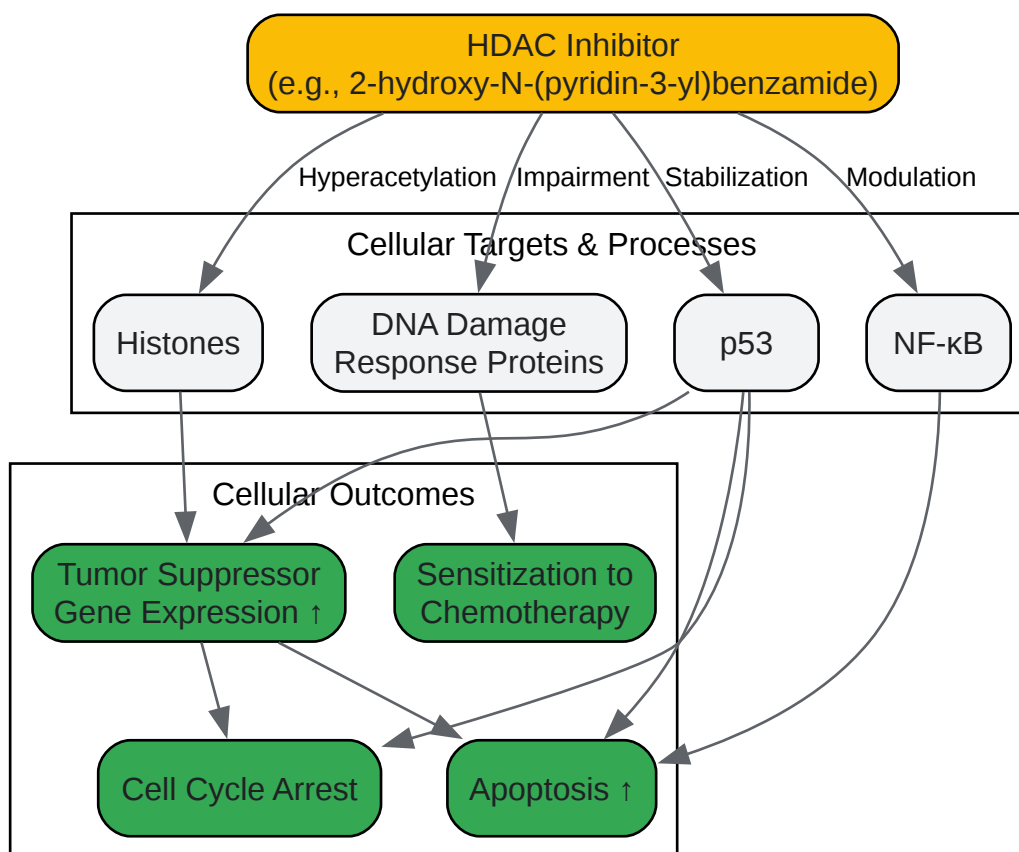 HDAC Inhibitor
(e.g., 2-hydroxy-N-(pyridin-3-yl)benzamide)
Hyperacetylation
Impairment
Stabilization
Modulation
Cellular Targets & Processes
Histones
DNA Damage
Response Proteins
p53
NF-κB
Cellular Outcomes
Tumor Suppressor
Gene Expression ↑
Sensitization to
Chemotherapy
Cell Cycle Arrest
Apoptosis ↑